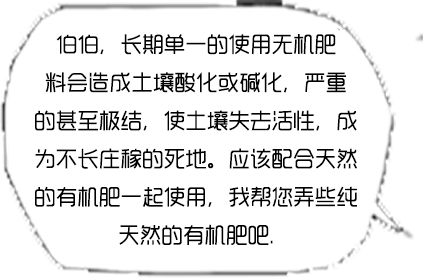 伯伯，长期单一的使用无机肥
料会造成土壤酸化或碱化，严重
的甚至极结，使土壤失去活性，成
为不长庄稼的死地。应该配合天然
的有机肥一起使用，我帮您弄些纯
天然的有机肥吧.